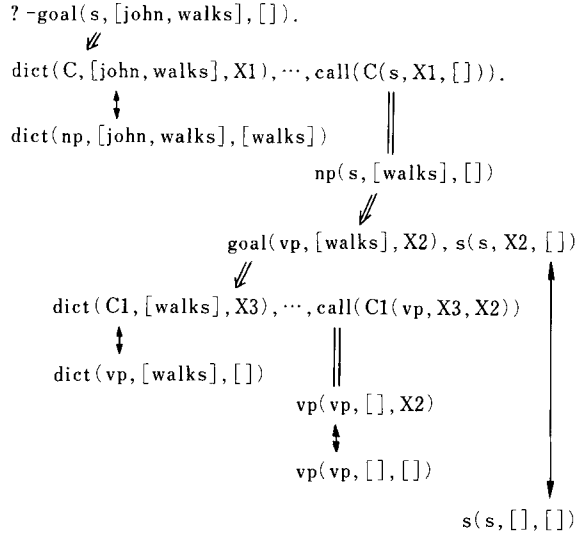 ?-goal(s,[john,walks],[]).
dict(C,[john,walks],X1),⋯,call(C(s,X1,[])).
dict(np,[john,walks],[walks])
np(s,[walks],[])
goal(vp,[walks],X2),s(s,X2,[])
dict(C1,[walks],X3),⋯,call(C1(vp,X3,X2))
dict(vp,[walks],[])
vp(vp,[],X2)
vp(vp,[],[])
s(s,[],[])